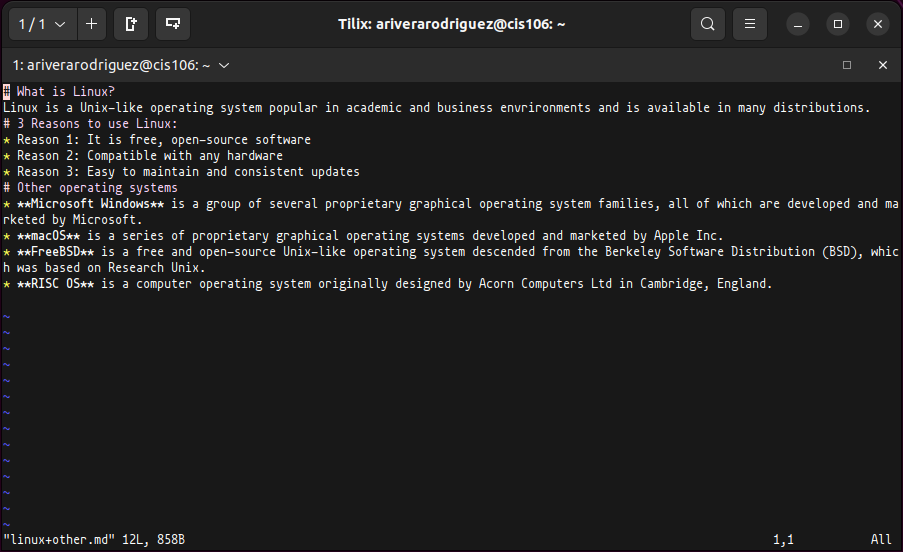 1 / 1
Tilix: ariverarodriguez@cis106: ~
1: ariverarodriguez@cis106: ~
# What is Linux?
Linux is a Unix-like operating system popular in academic and business envrironments and is available in many distributions.
# 3 Reasons to use Linux:
* Reason 1: It is free, open-source software
* Reason 2: Compatible with any hardware
* Reason 3: Easy to maintain and consistent updates
# Other operating systems
* **Microsoft Windows** is a group of several proprietary graphical operating system families, all of which are developed and ma
rketed by Microsoft.
* **macOS** is a series of proprietary graphical operating systems developed and marketed by Apple Inc.
* **FreeBSD** is a free and open-source Unix-like operating system descended from the Berkeley Software Distribution (BSD), whic
h was based on Research Unix.
* **RISC OS** is a computer operating system originally designed by Acorn Computers Ltd in Cambridge, England.
~
~
~
~
~
~
~
~
~
~
~
~
~
~
"linux+other.md" 12L, 858B 1,1 All